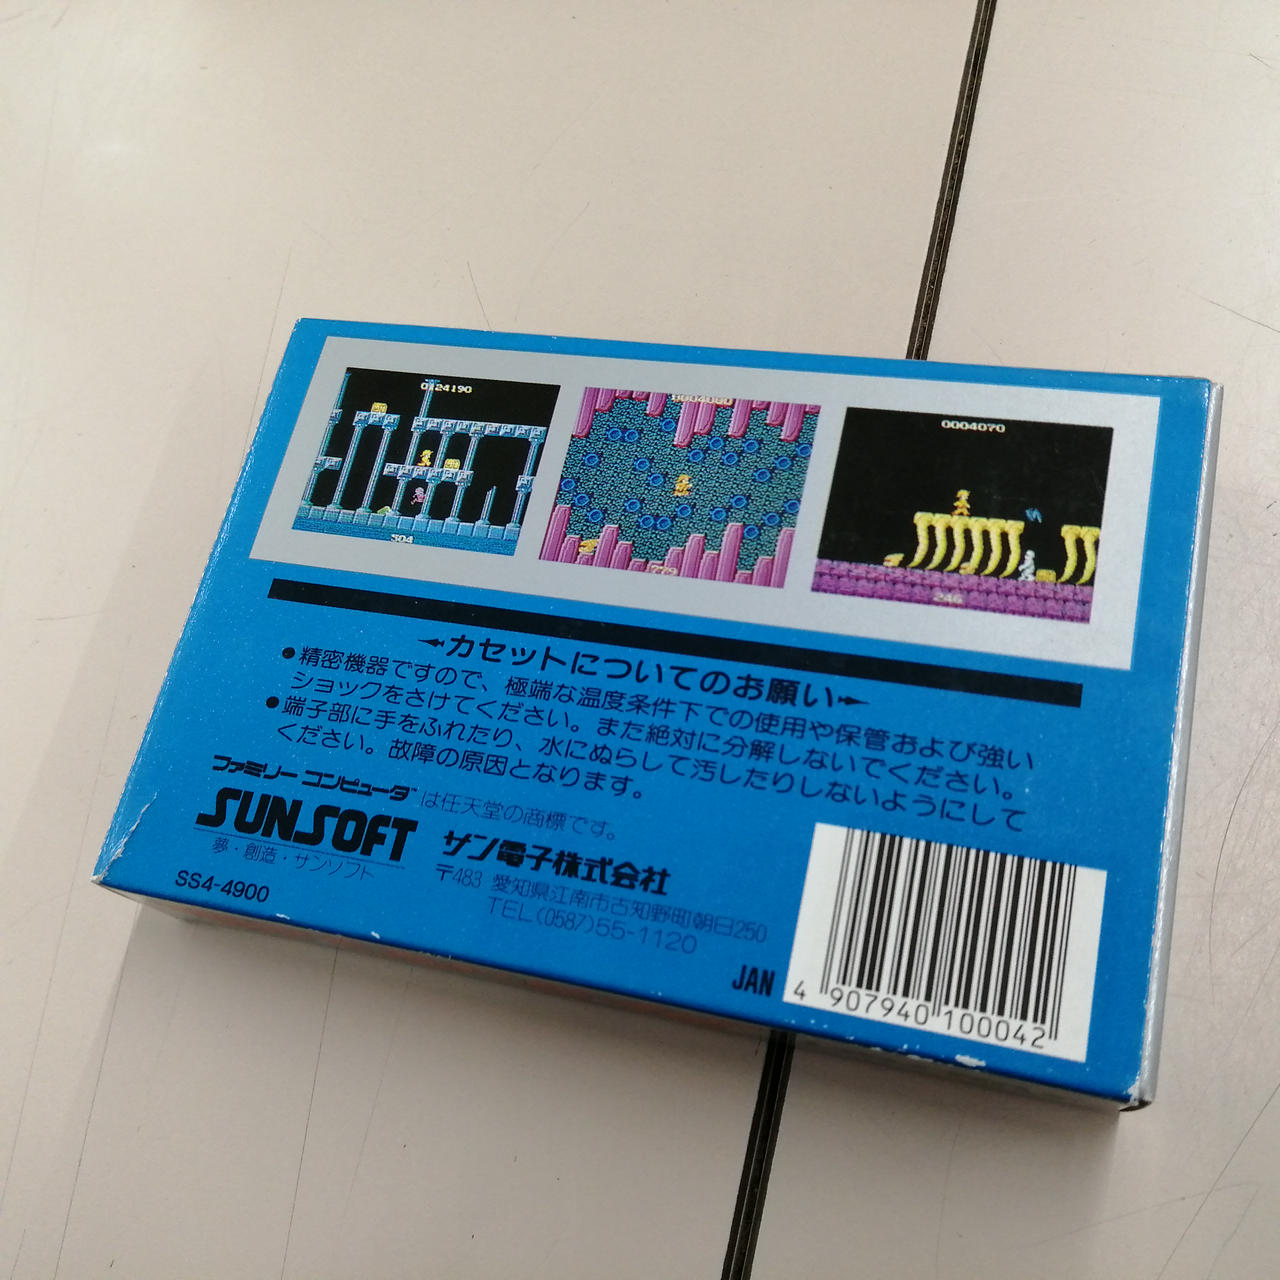 0124190
304
0004070
246
カセットについてのお願い
●精密機器ですので、極端な温度条件下での使用や保管および強い
ショックをさけてください。また絶対に分解しないでください。
●端子部に手をふれたり、水にぬらして汚したりしないようにして
ください。故障の原因となります。
ファミリーコンピュータ™は任天堂の商標です。
SUNSOFT
夢・創造・サンソフト
サン電子株式会社
〒483 愛知県江南市古知野町朝日250
TEL(0587)55-1120
SS4-4900
JAN
4 907940 100042